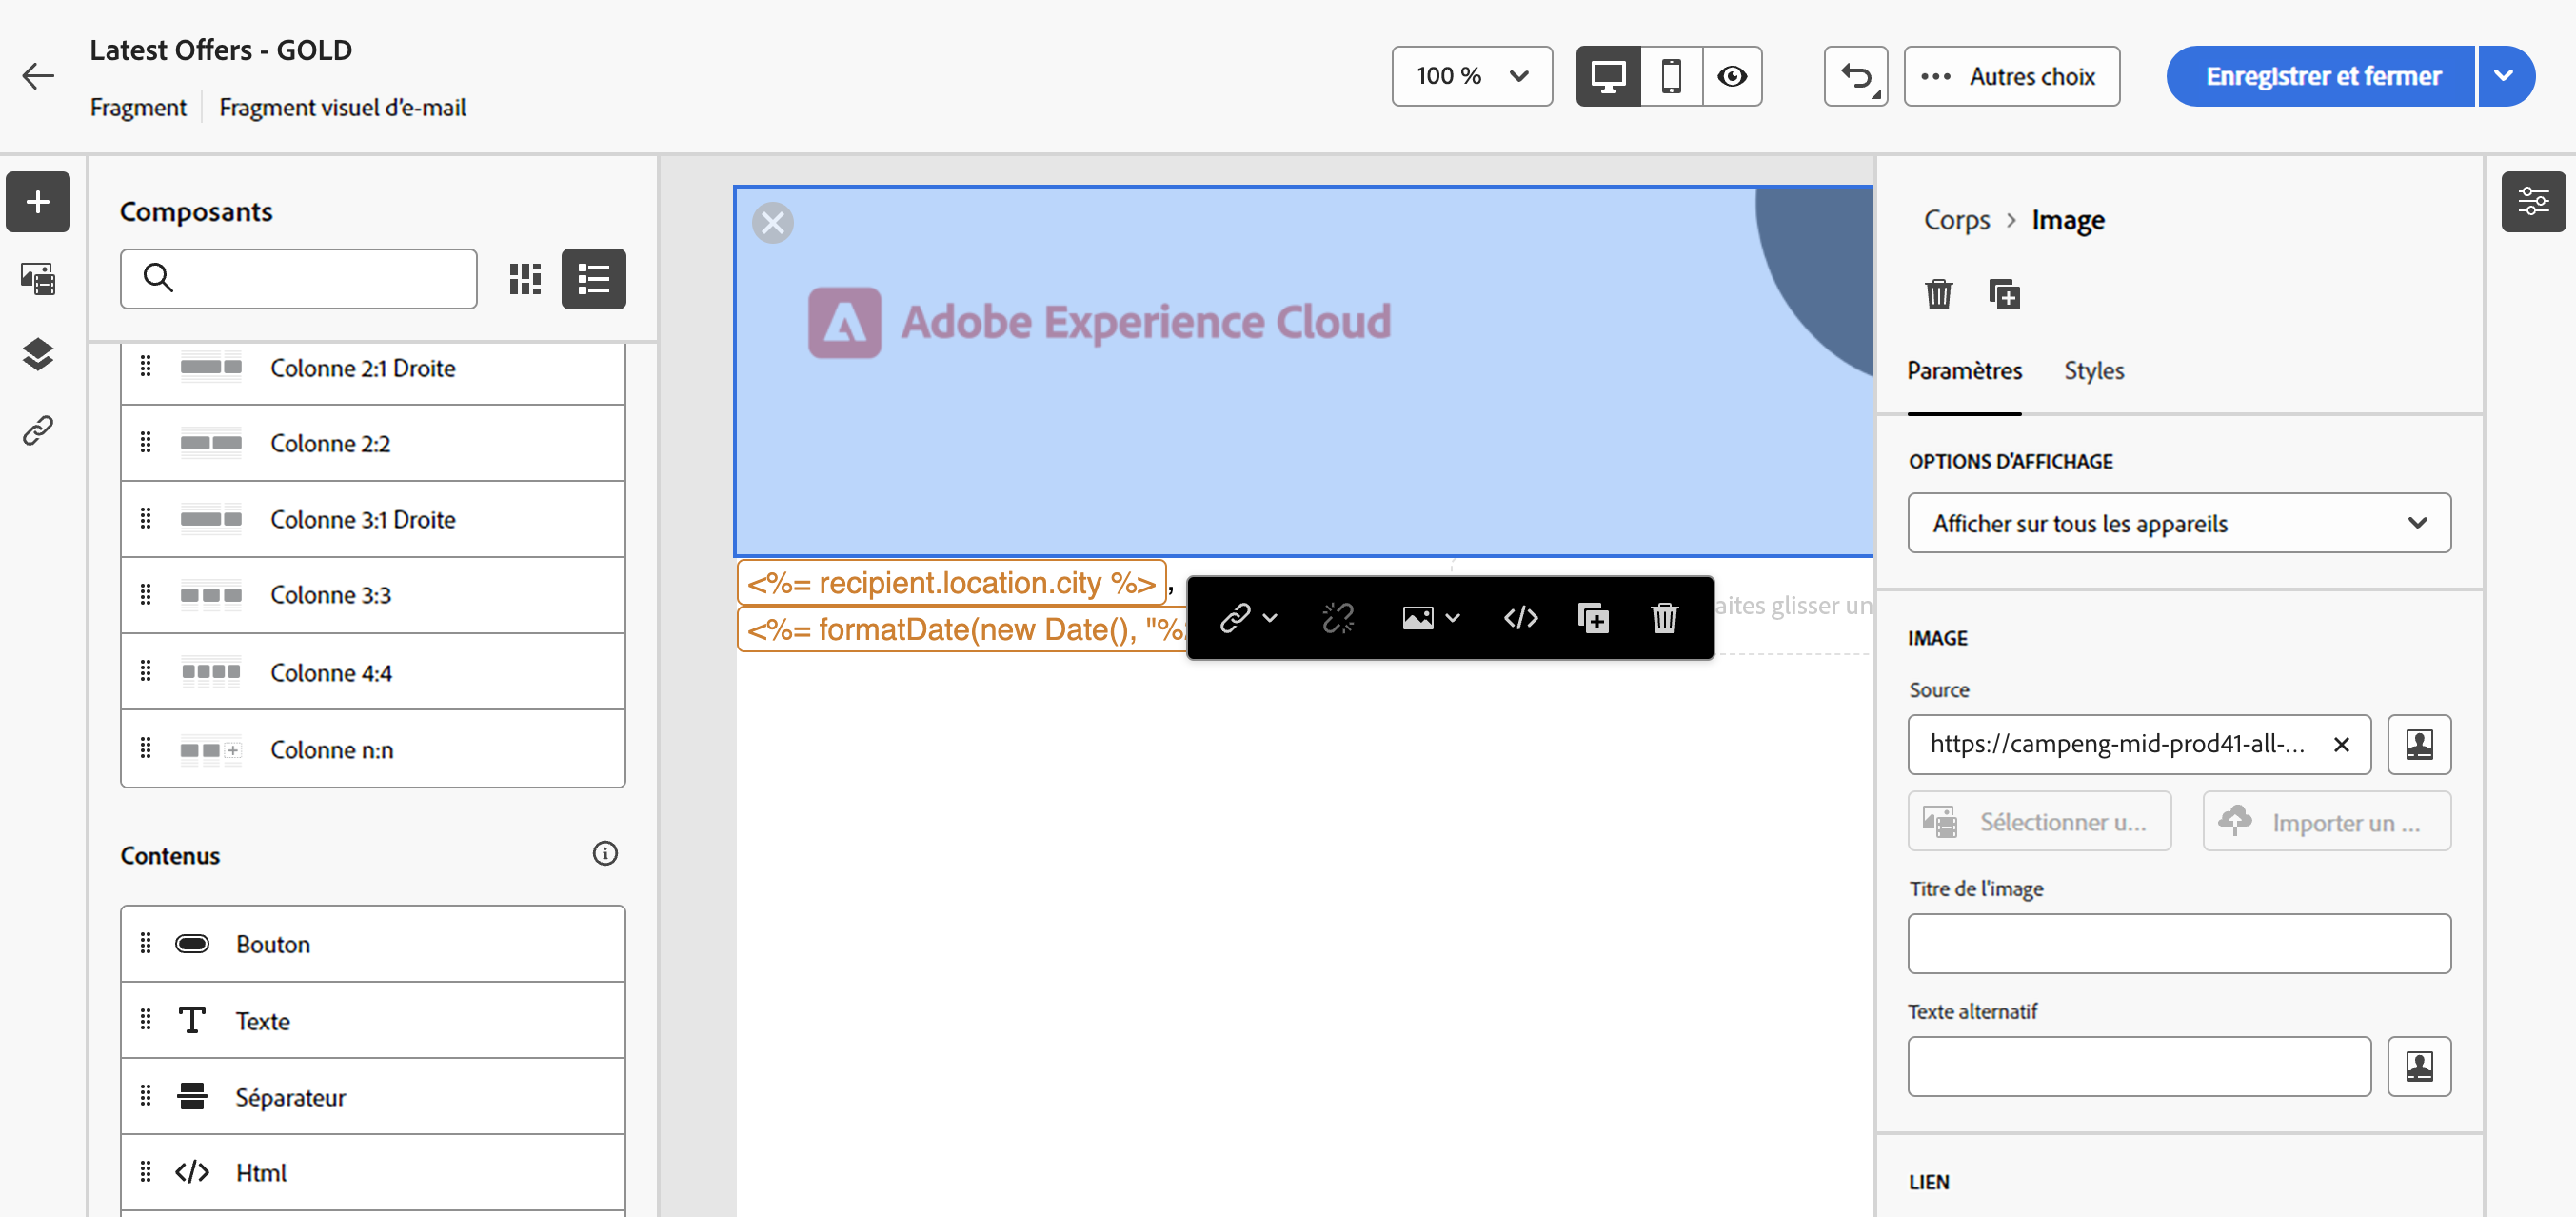 Latest Offers - GOLD
Fragment Fragment visuel d'e-mail
100 %
Autres choix
Enregistrer et fermer
Composants
Colonne 2:1 Droite
Colonne 2:2
Colonne 3:1 Droite
Colonne 3:3
Colonne 4:4
Colonne n:n
Contenus
Bouton
Texte
Séparateur
Html
Adobe Experience Cloud
<%= recipient.location.city %>,
<%= formatDate(new Date(), "%
aites glisser un
Corps > Image
Paramètres Styles
OPTIONS D'AFFICHAGE
Afficher sur tous les appareils
IMAGE
Source
https://campeng-mid-prod41-all-...
Sélectionner u... Importer un ...
Titre de l'image
Texte alternatif
LIEN